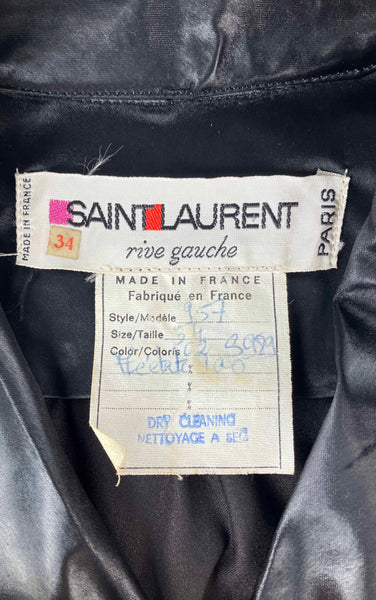 MADE IN FRANCE
SAINT LAURENT
PARIS
34
rive gauche
MADE IN FRANCE
Fabriqué en France
Style/Modèle 957
Size/Taille
Color/Coloris
DRY CLEANING
NETTOYAGE A SEC